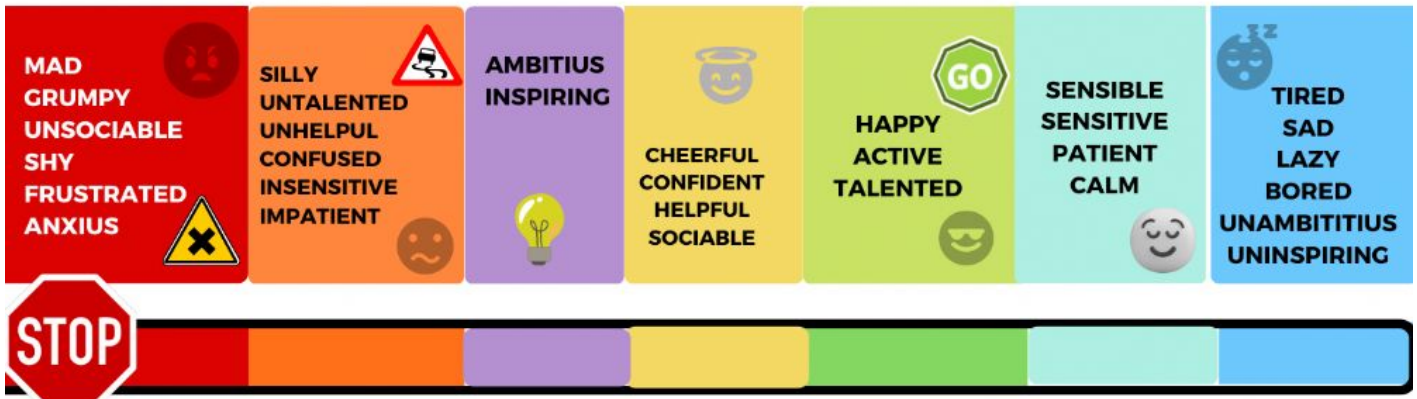 MAD
GRUMPY
UNSOCIABLE
SHY
FRUSTRATED
ANXIUS
SILLY
UNTALENTED
UNHELPUL
CONFUSED
INSENSITIVE
IMPATIENT
AMBITIUS
INSPIRING
CHEERFUL
CONFIDENT
HELPFUL
SOCIABLE
GO
HAPPY
ACTIVE
TALENTED
SENSIBLE
SENSITIVE
PATIENT
CALM
ZZ
TIRED
SAD
LAZY
BORED
UNAMBITITIUS
UNINSPIRING
STOP